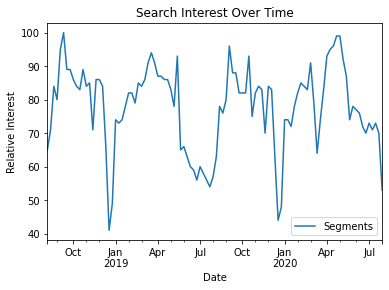 Search Interest Over Time
Relative Interest
100
90
80
70
60
50
40
Oct
Jan
2019
Apr
Jul
Oct
Jan
2020
Apr
Jul
Date
Segments